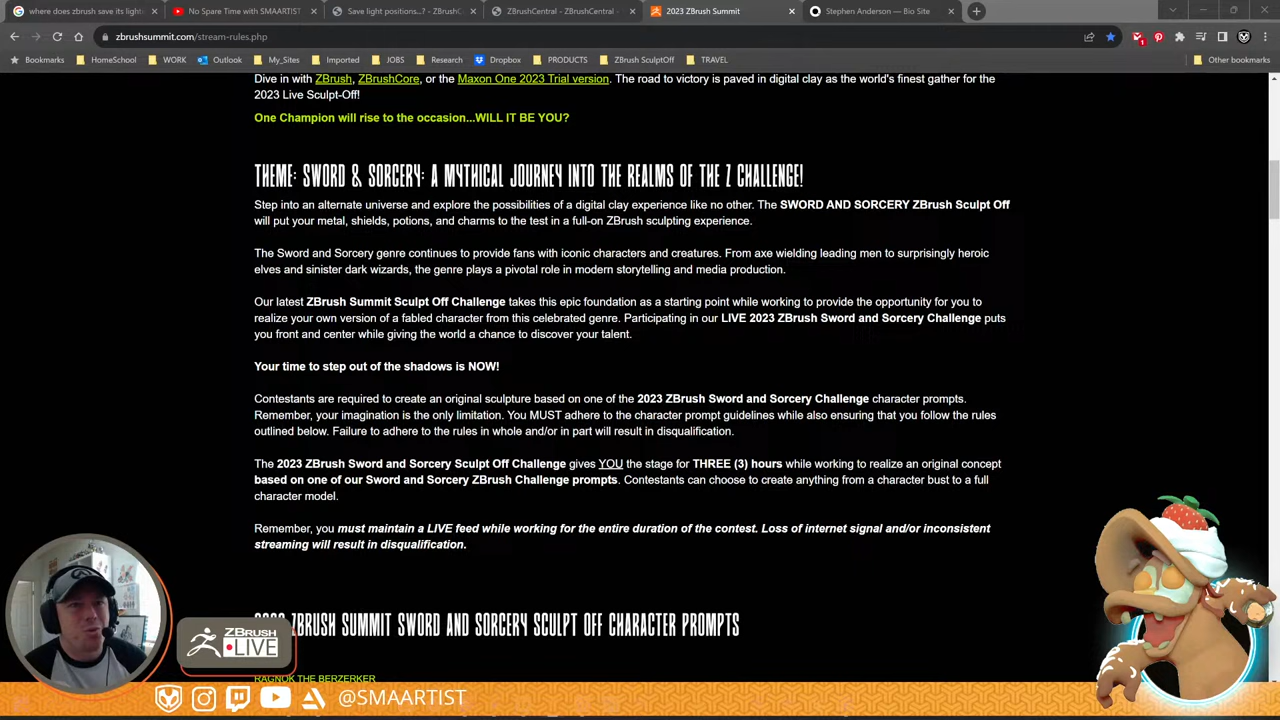 where does zbrush save its light
No Spare Time with SMAARTIST
Save light positions...? - ZBrushC
ZBrushCentral - ZBrushCentral -
2023 ZBrush Summit
Stephen Anderson — Bio Site
zbrushsummit.com/stream-rules.php
1
Bookmarks
HomeSchool
WORK
Outlook
My_Sites
Imported
JOBS
Research
Dropbox
PRODUCTS
ZBrush SculptOff
TRAVEL
Other bookmarks
Dive in with ZBrush, ZBrushCore, or the Maxon One 2023 Trial version. The road to victory is paved in digital clay as the world's finest gather for the
2023 Live Sculpt-Off!
One Champion will rise to the occasion...WILL IT BE YOU?
THEME: SWORD & SORCERY: A MYTHICAL JOURNEY INTO THE REALMS OF THE Z CHALLENGE!
Step into an alternate universe and explore the possibilities of a digital clay experience like no other. The SWORD AND SORCERY ZBrush Sculpt Off
will put your metal, shields, potions, and charms to the test in a full-on ZBrush sculpting experience.
The Sword and Sorcery genre continues to provide fans with iconic characters and creatures. From axe wielding leading men to surprisingly heroic
elves and sinister dark wizards, the genre plays a pivotal role in modern storytelling and media production.
Our latest ZBrush Summit Sculpt Off Challenge takes this epic foundation as a starting point while working to provide the opportunity for you to
realize your own version of a fabled character from this celebrated genre. Participating in our LIVE 2023 ZBrush Sword and Sorcery Challenge puts
you front and center while giving the world a chance to discover your talent.
Your time to step out of the shadows is NOW!
Contestants are required to create an original sculpture based on one of the 2023 ZBrush Sword and Sorcery Challenge character prompts.
Remember, your imagination is the only limitation. You MUST adhere to the character prompt guidelines while also ensuring that you follow the rules
outlined below. Failure to adhere to the rules in whole and/or in part will result in disqualification.
The 2023 ZBrush Sword and Sorcery Sculpt Off Challenge gives YOU the stage for THREE (3) hours while working to realize an original concept
based on one of our Sword and Sorcery ZBrush Challenge prompts. Contestants can choose to create anything from a character bust to a full
character model.
Remember, you must maintain a LIVE feed while working for the entire duration of the contest. Loss of internet signal and/or inconsistent
streaming will result in disqualification.
ZBRUSH SUMMIT SWORD AND SORCERY SCULPT OFF CHARACTER PROMPTS
RAGNOK THE BERZERKER
ZBRUSH
LIVE
@SMAARTIST